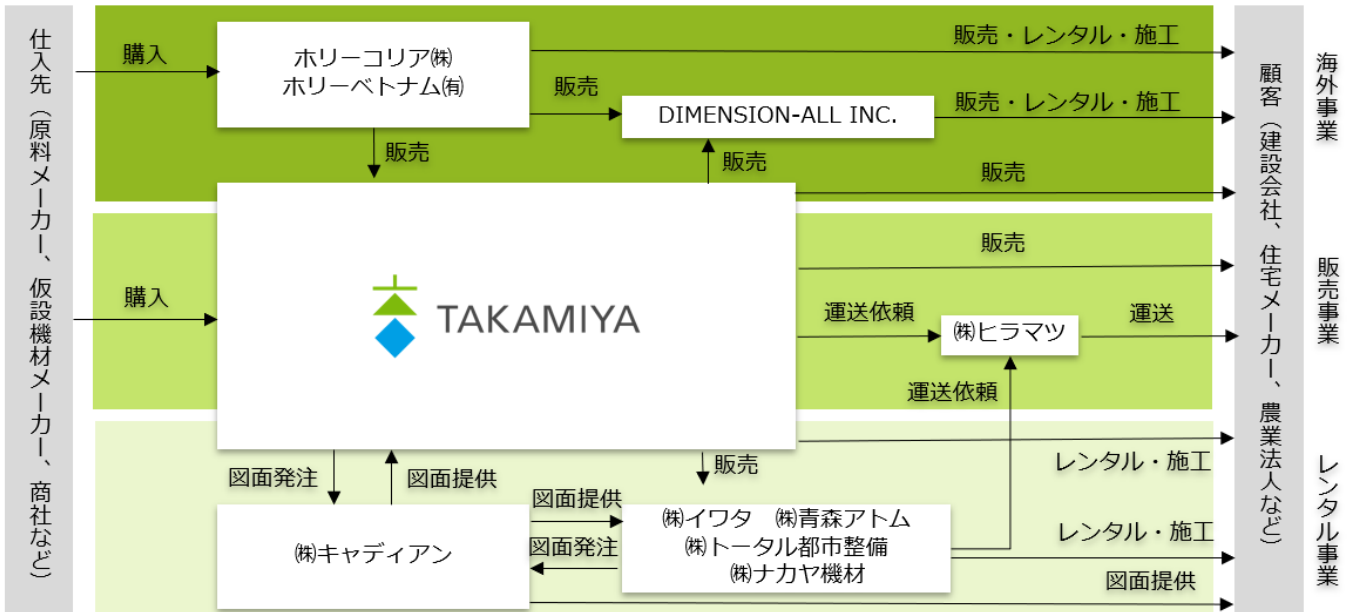 仕入先（原料メーカー、仮設機材メーカー、商社など）
購入
ホリーコリア㈱
ホリーベトナム㈲
販売・レンタル・施工
販売
DIMENSION-ALL INC.
販売・レンタル・施工
販売
販売
販売
購入
TAKAMIYA
販売
運送依頼
㈱ヒラマツ
運送
運送依頼
図面発注
図面提供
販売
レンタル・施工
㈱キャディアン
図面提供
図面発注
㈱イワタ　㈱青森アトム
㈱トータル都市整備
㈱ナカヤ機材
レンタル・施工
図面提供
顧客（建設会社、住宅メーカー、農業法人など）
海外事業
販売事業
レンタル事業